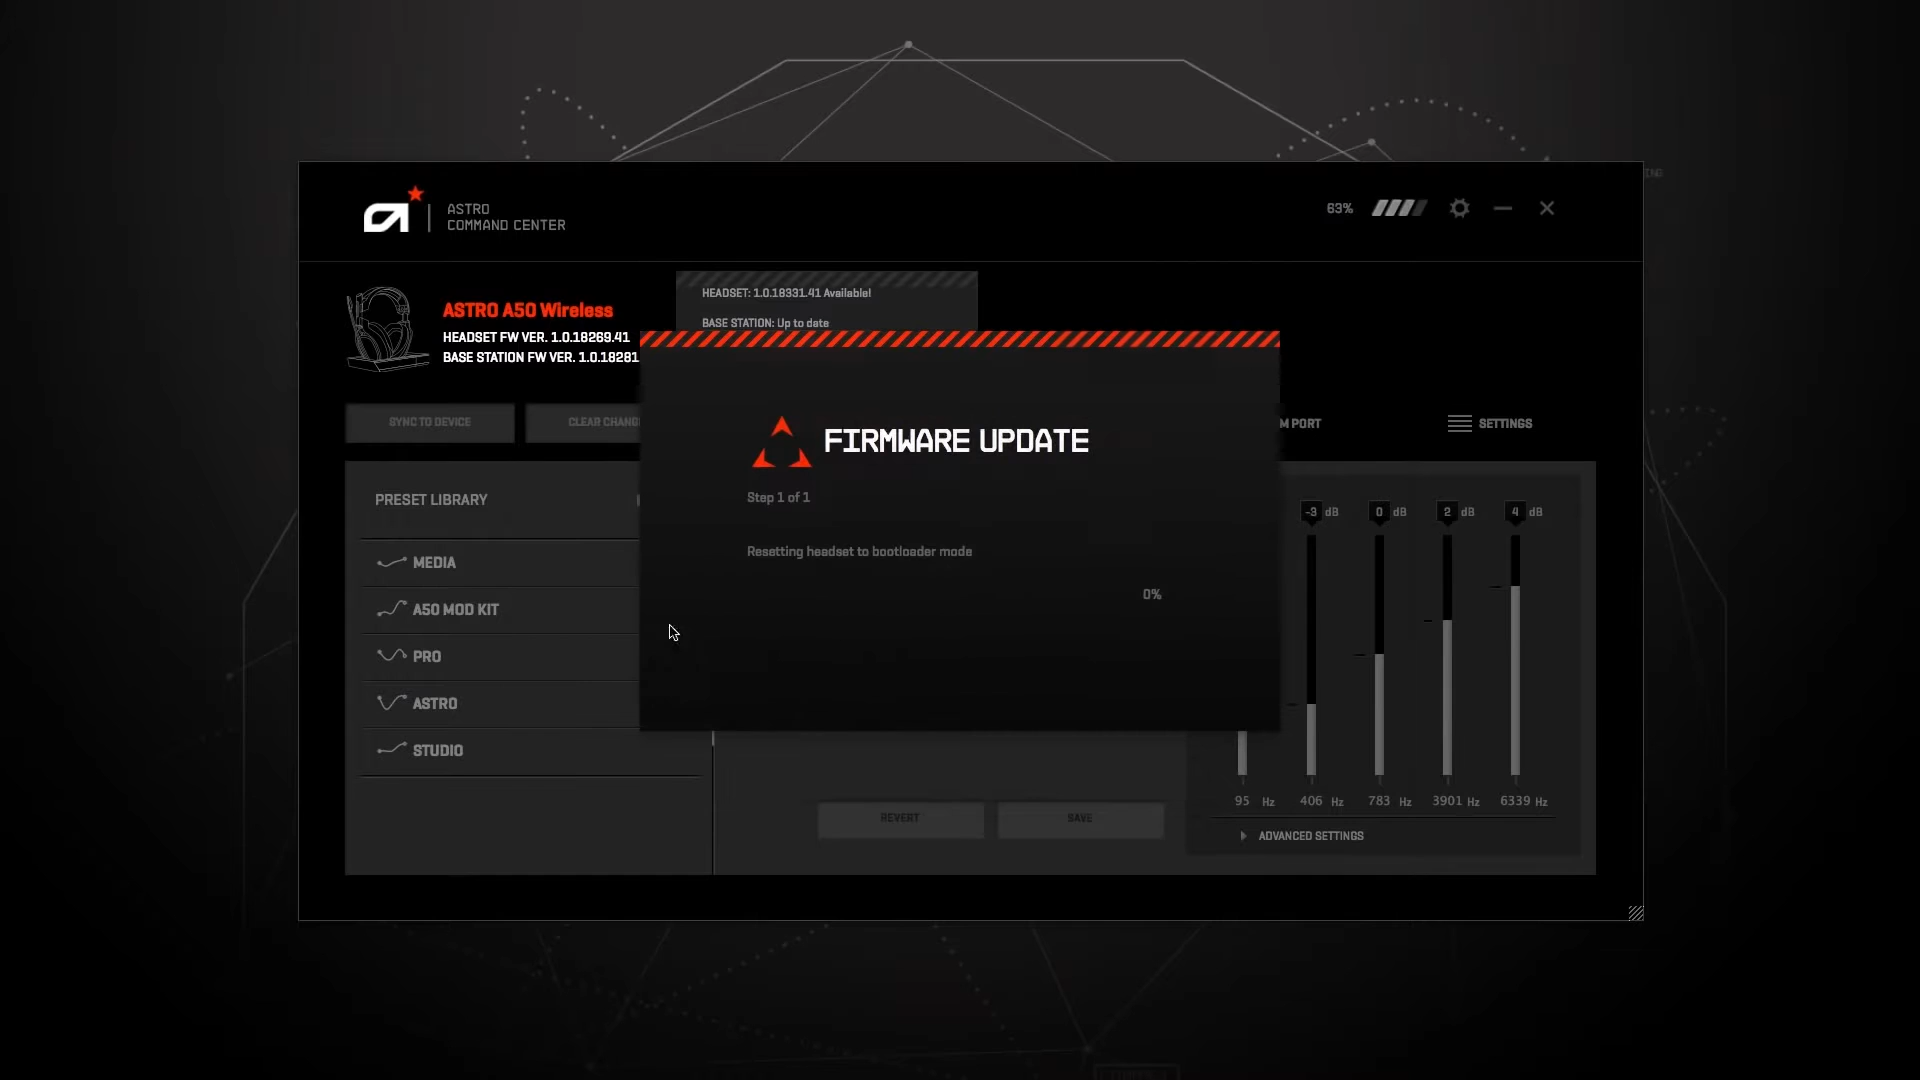 ASTRO
COMMAND CENTER
63%
ASTRO A50 Wireless
HEADSET FW VER. 1.0.18269.41
BASE STATION FW VER. 1.0.18281
HEADSET: 1.0.18331.41 Available!
BASE STATION: Up to date
SYNC TO DEVICE
CLEAR CHANG
M PORT
SETTINGS
FIRMWARE UPDATE
Step 1 of 1
Resetting headset to bootloader mode
0%
PRESET LIBRARY
MEDIA
A50 MOD KIT
PRO
ASTRO
STUDIO
-3 dB 0 dB 2 dB 4 dB
95 Hz 406 Hz 783 Hz 3901 Hz 6339 Hz
REVERT
SAVE
ADVANCED SETTINGS